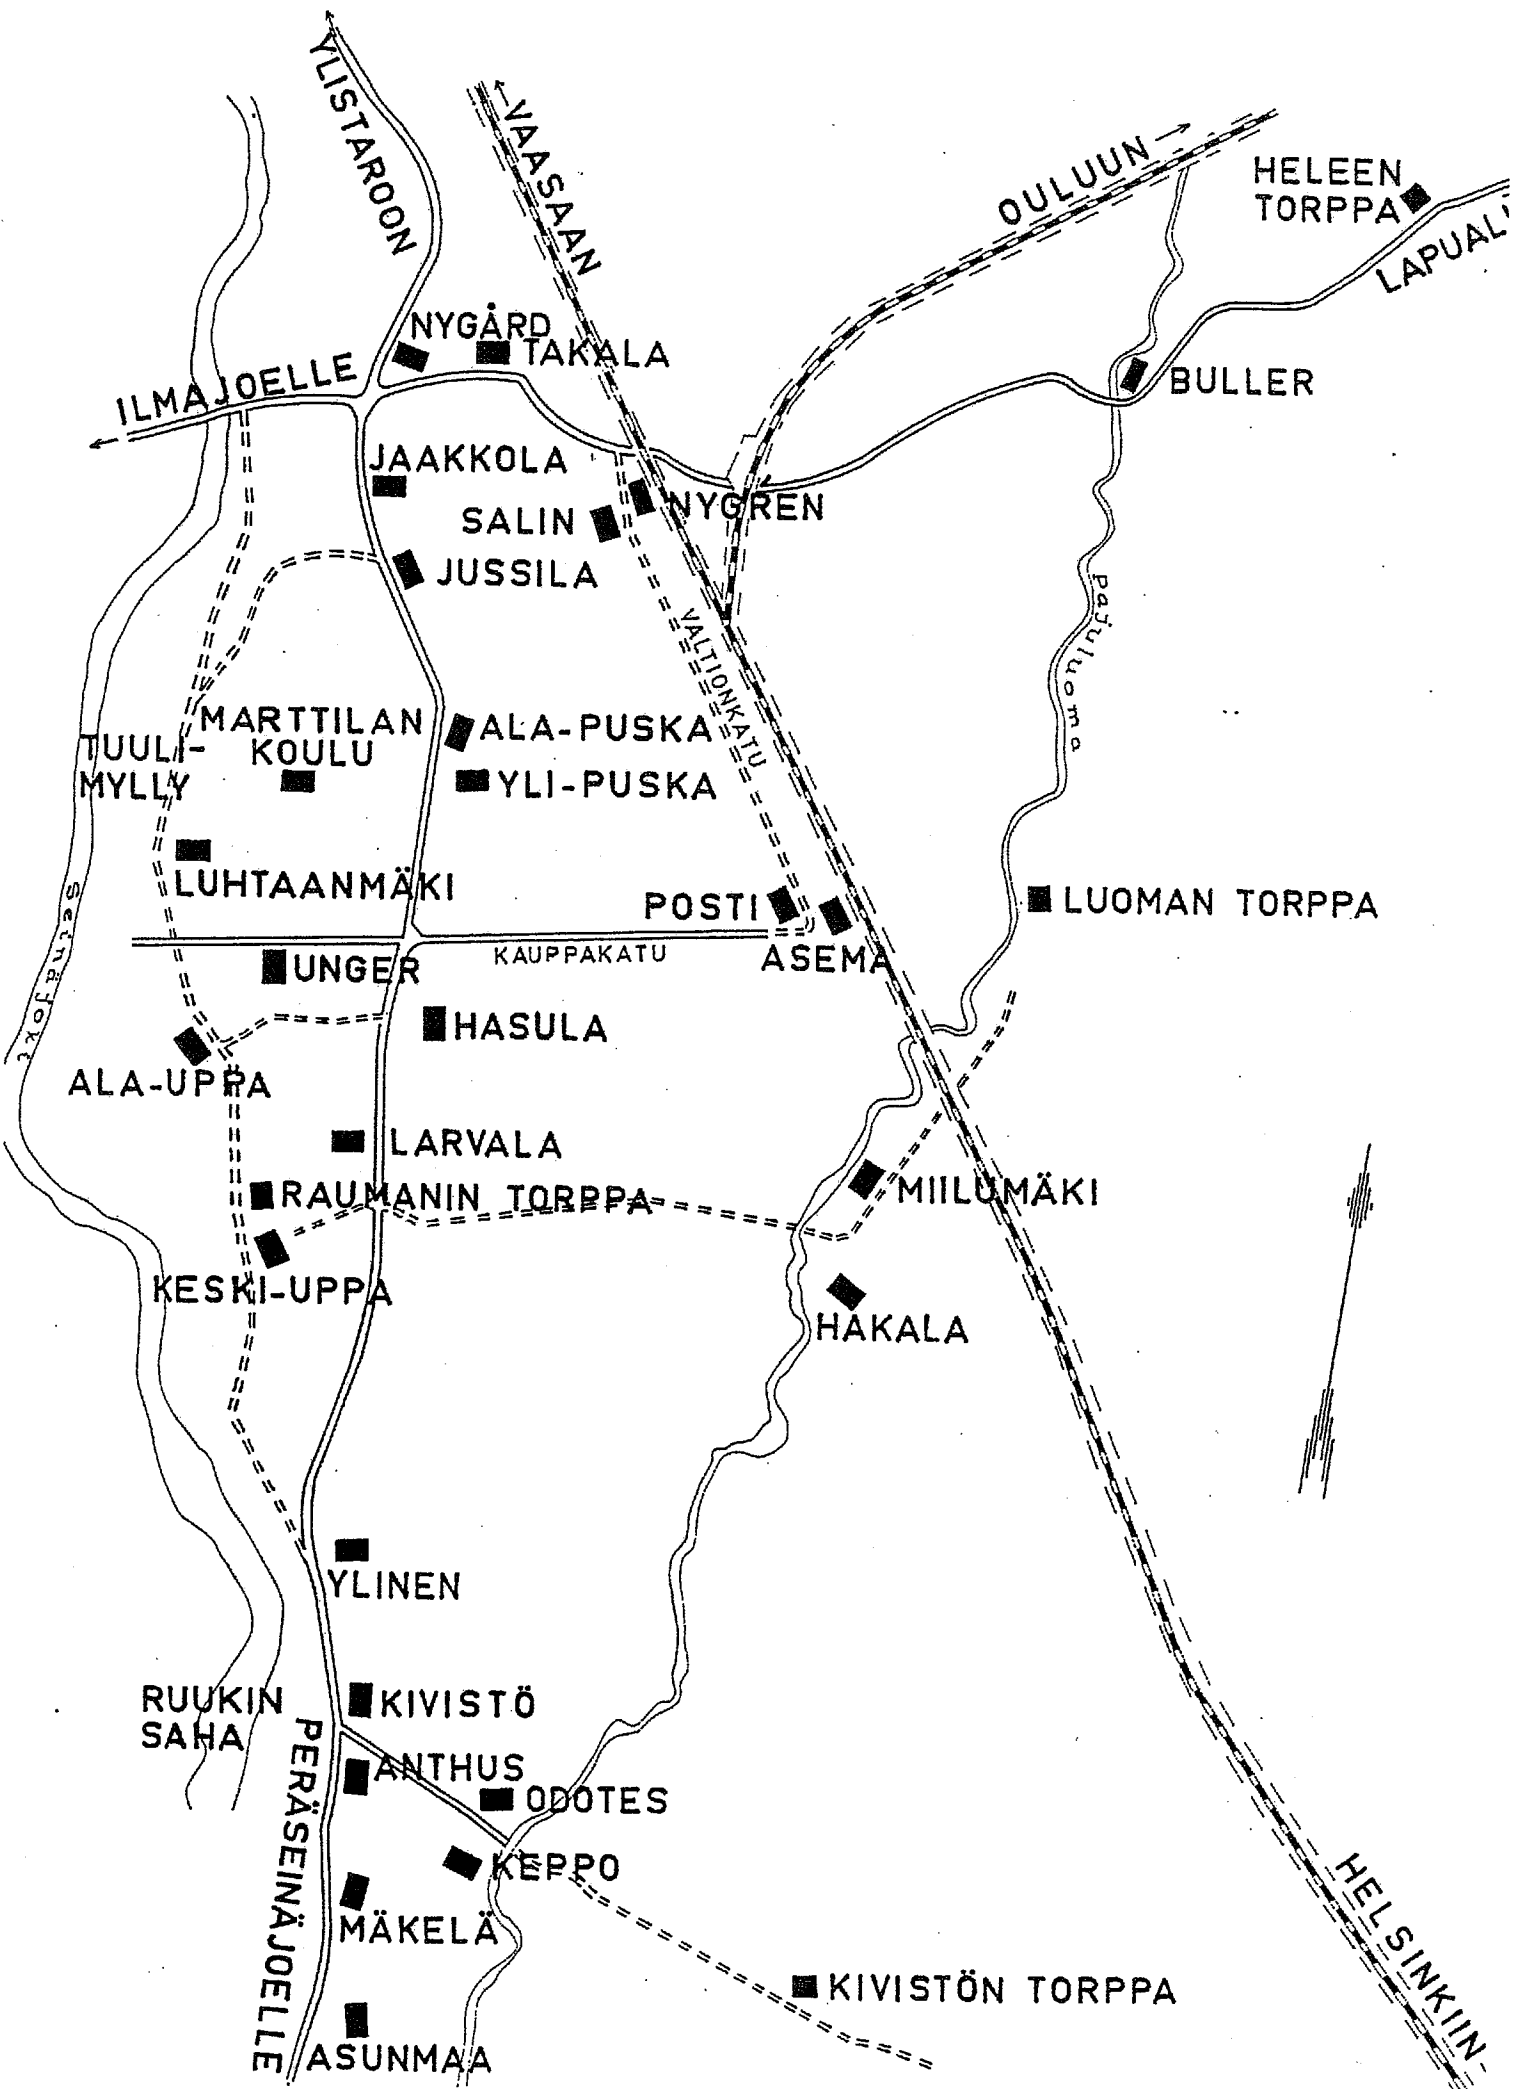 YLISTAROON
VAASAAN
OULUUN
HELEEN
TORPPA
LAPUAL
NYGÅRD
TAKALA
ILMAJOELLE
BULLER
JAAKKOLA
SALIN
NYGREN
JUSSILA
Pajuluoma
VALTIONKATU
MARTTILAN
KOULU
ALA-PUSKA
TUULI-
MYLLY
YLI-PUSKA
LUHTAANMÄKI
POSTI
LUOMAN TORPPA
Seinäjoki
KAUPPAKATU
ASEMA
UNGER
HASULA
ALA-UPPA
LARVALA
RAUMANIN TORPPA
MIILUMÄKI
KESKI-UPPA
HAKALA
YLINEN
RUUKIN
SAHA
KIVISTÖ
PERÄSEINÄJOELLE
ANTHUS
ODOTES
KEPPO
MÄKELÄ
HELSINKIIN
KIVISTÖN TORPPA
ASUNMAA